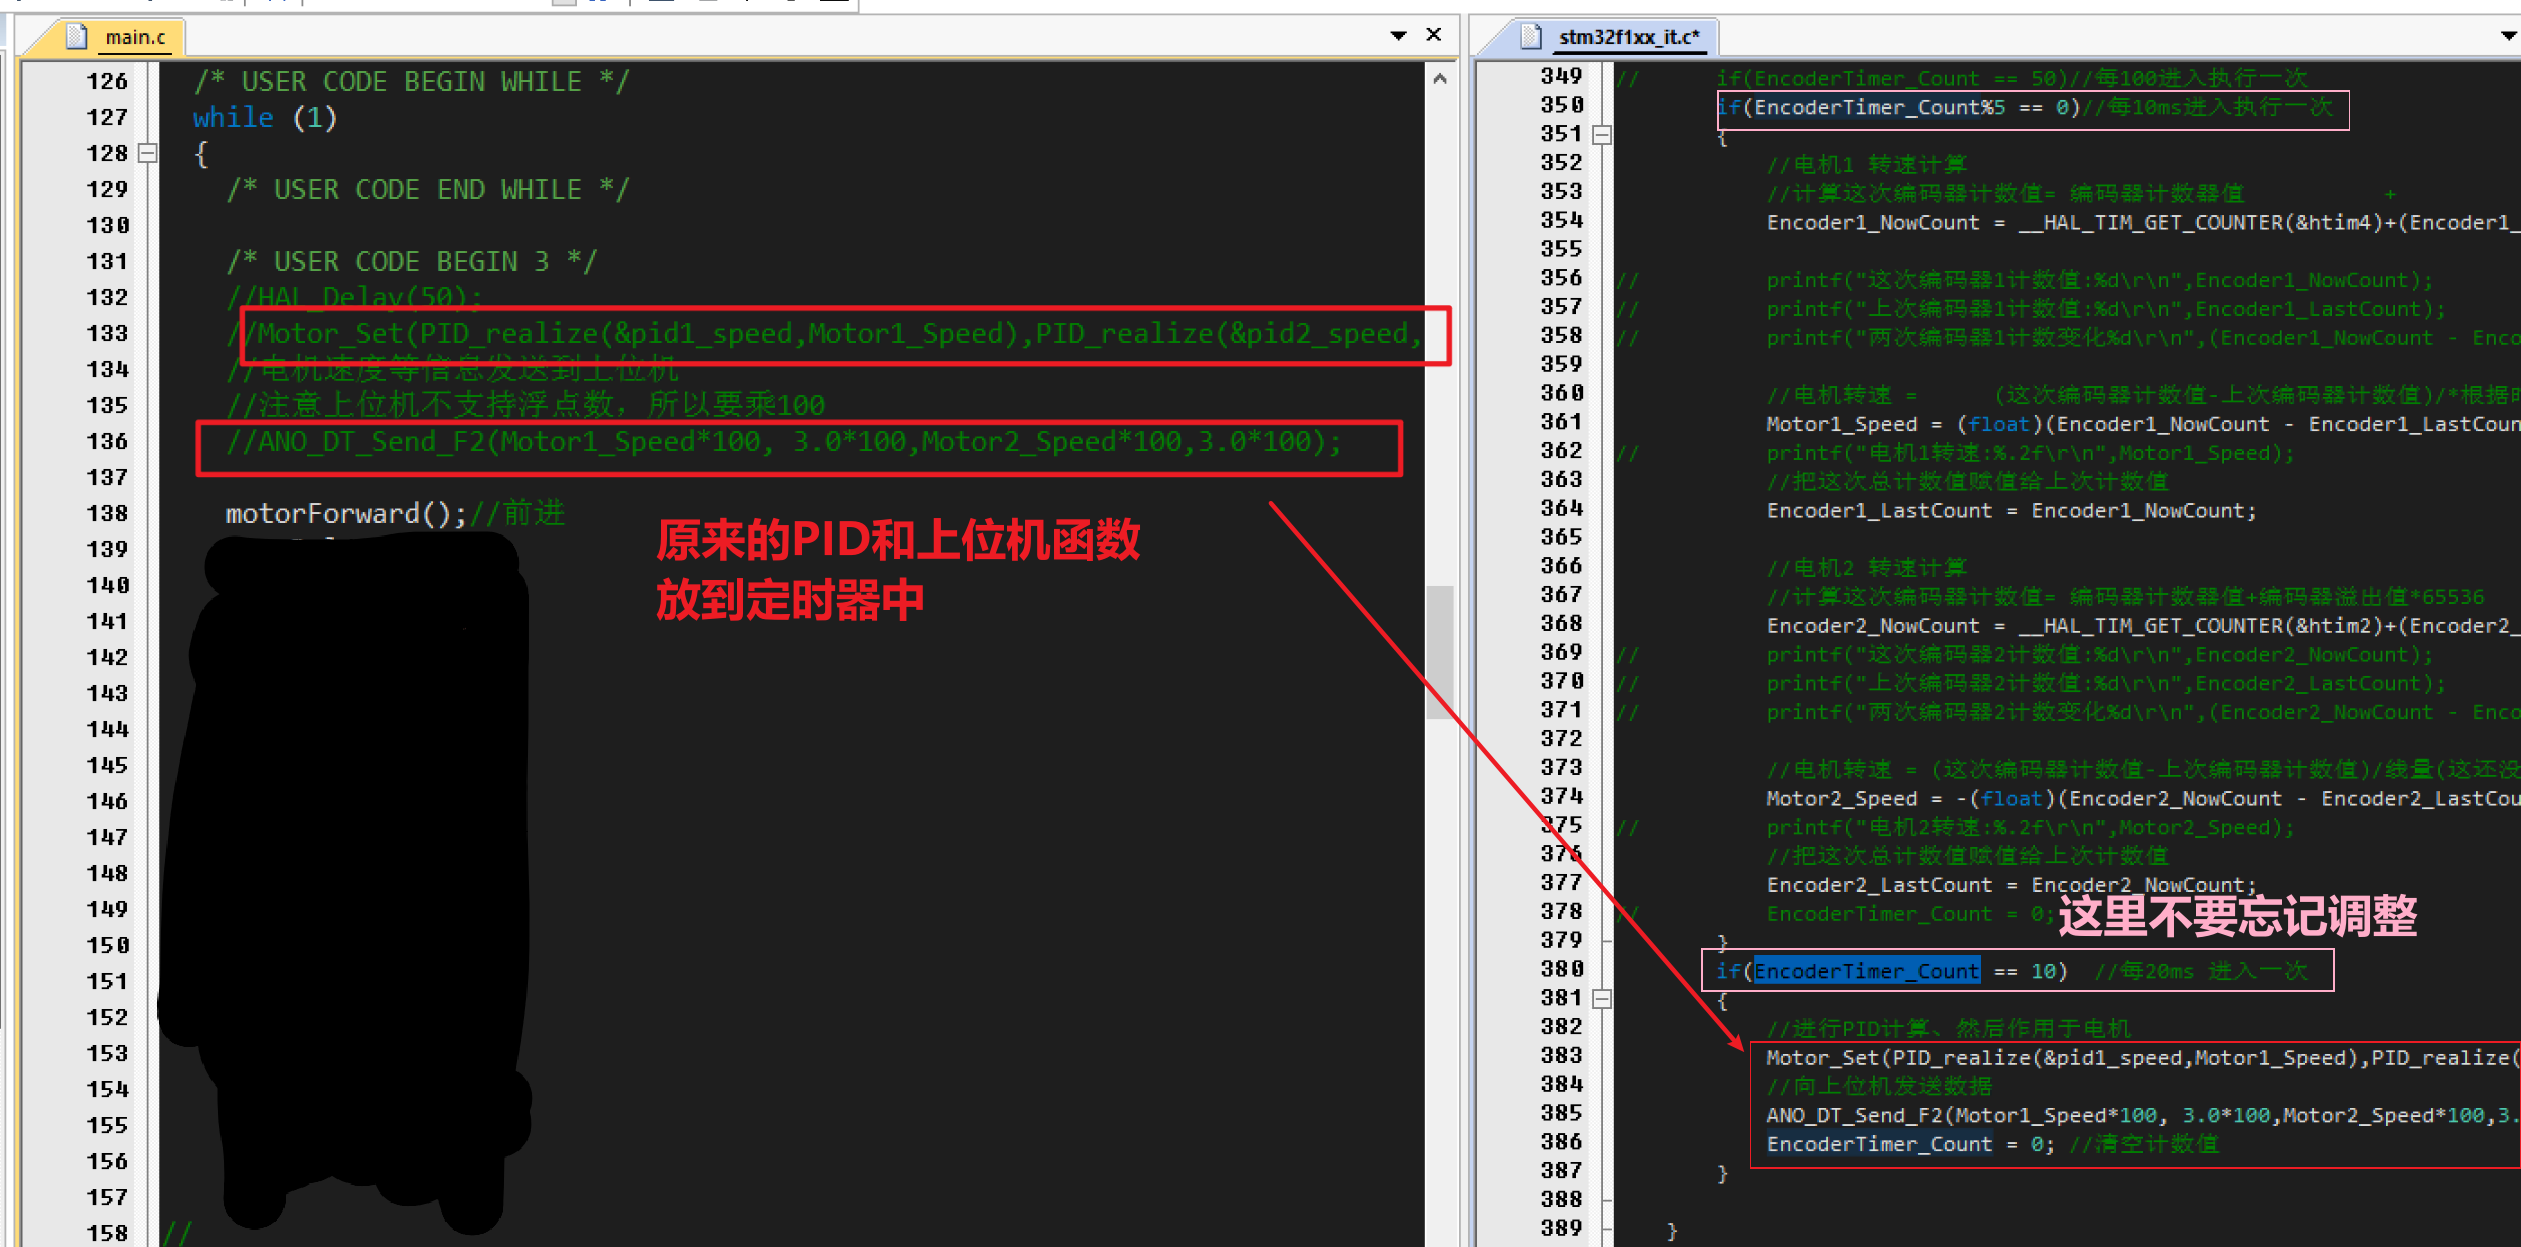 main.c
126 /* USER CODE BEGIN WHILE */
127 while (1)
128 {
129 /* USER CODE END WHILE */
130
131 /* USER CODE BEGIN 3 */
132 //HAL_Delay(50);
133 //Motor_Set(PID_realize(&pid1_speed,Motor1_Speed),PID_realize(&pid2_speed,
134 //电机速度等信息发送到上位机
135 //注意上位机不支持浮点数，所以要乘100
136 //ANO_DT_Send_F2(Motor1_Speed*100, 3.0*100,Motor2_Speed*100,3.0*100);
137
138 motorForward();//前进
139
原来的PID和上位机函数
放到定时器中
140
141
142
143
144
145
146
147
148
149
150
151
152
153
154
155
156
157
158 //
stm32f1xx_it.c*
349 // if(EncoderTimer_Count == 50)//每100进入执行一次
350 if(EncoderTimer_Count%5 == 0)//每10ms进入执行一次
351 {
352 //电机1 转速计算
353 //计算这次编码器计数值= 编码器计数器值 +
354 Encoder1_NowCount = __HAL_TIM_GET_COUNTER(&htim4)+(Encoder1_
355
356 // printf("这次编码器1计数值:%d\r\n",Encoder1_NowCount);
357 // printf("上次编码器1计数值:%d\r\n",Encoder1_LastCount);
358 // printf("两次编码器1计数变化%d\r\n",(Encoder1_NowCount - Enco
359
360 //电机转速 = (这次编码器计数值-上次编码器计数值)/*根据时
361 Motor1_Speed = (float)(Encoder1_NowCount - Encoder1_LastCoun
362 // printf("电机1转速:%.2f\r\n",Motor1_Speed);
363 //把这次总计数值赋值给上次计数值
364 Encoder1_LastCount = Encoder1_NowCount;
365
366 //电机2 转速计算
367 //计算这次编码器计数值= 编码器计数器值+编码器溢出值*65536
368 Encoder2_NowCount = __HAL_TIM_GET_COUNTER(&htim2)+(Encoder2_
369 // printf("这次编码器2计数值:%d\r\n",Encoder2_NowCount);
370 // printf("上次编码器2计数值:%d\r\n",Encoder2_LastCount);
371 // printf("两次编码器2计数变化%d\r\n",(Encoder2_NowCount - Enco
372
373 //电机转速 = (这次编码器计数值-上次编码器计数值)/线量(这还没
374 Motor2_Speed = -(float)(Encoder2_NowCount - Encoder2_LastCou
375 // printf("电机2转速:%.2f\r\n",Motor2_Speed);
376 //把这次总计数值赋值给上次计数值
377 Encoder2_LastCount = Encoder2_NowCount;
378 // EncoderTimer_Count = 0;
这里不要忘记调整
379 }
380 if(EncoderTimer_Count == 10) //每20ms 进入一次
381 {
382 //进行PID计算、然后作用于电机
383 Motor_Set(PID_realize(&pid1_speed,Motor1_Speed),PID_realize(
384 //向上位机发送数据
385 ANO_DT_Send_F2(Motor1_Speed*100, 3.0*100,Motor2_Speed*100,3.
386 EncoderTimer_Count = 0; //清空计数值
387 }
388
389 }